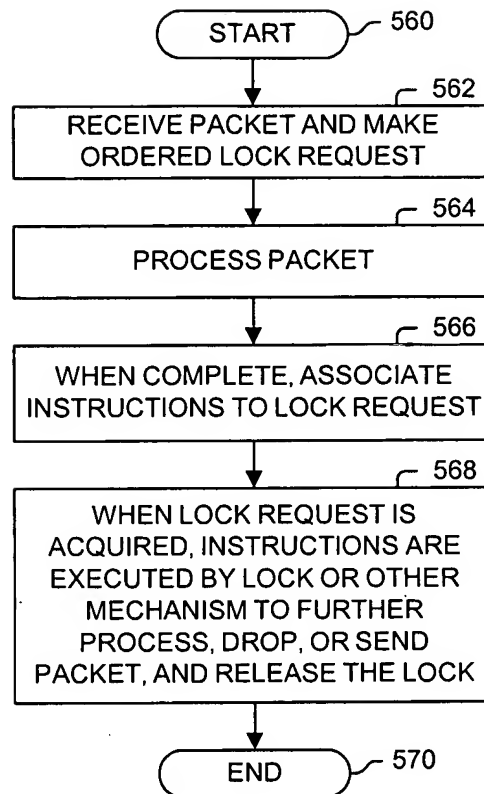 START
560
562
RECEIVE PACKET AND MAKE
ORDERED LOCK REQUEST
564
PROCESS PACKET
566
WHEN COMPLETE, ASSOCIATE
INSTRUCTIONS TO LOCK REQUEST
568
WHEN LOCK REQUEST IS
ACQUIRED, INSTRUCTIONS ARE
EXECUTED BY LOCK OR OTHER
MECHANISM TO FURTHER
PROCESS, DROP, OR SEND
PACKET, AND RELEASE THE LOCK
END
570